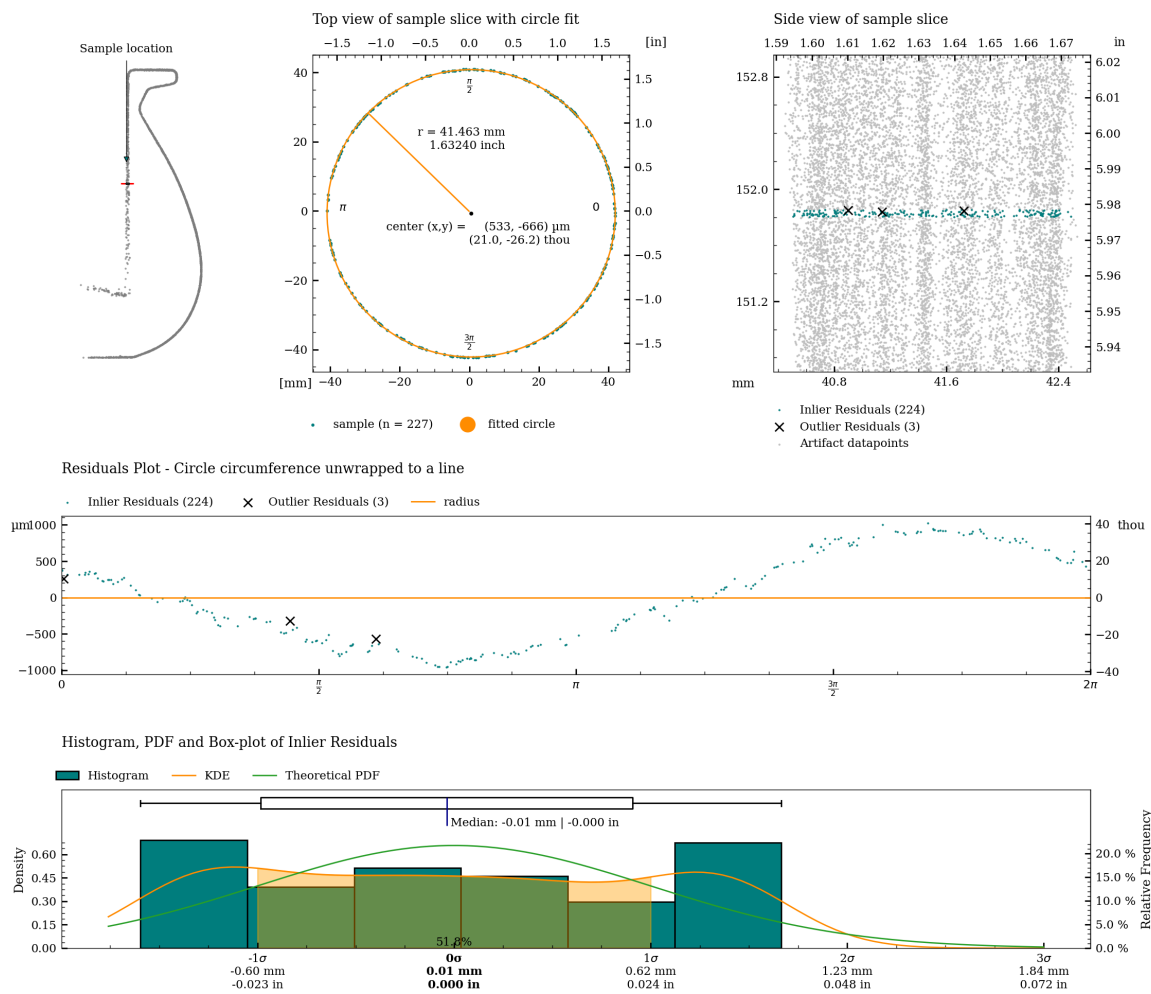 Top view of sample slice with circle fit
Side view of sample slice
Sample location
−1.5 −1.0 −0.5 0.0 0.5 1.0 1.5 [in]
1.59 1.60 1.61 1.62 1.63 1.64 1.65 1.66 1.67 in
40 20 0 −20 −40
1.5 1.0 0.5 0.0 −0.5 −1.0 −1.5
π/2
r = 41.463 mm
1.63240 inch
π
0
center (x,y) = (533, -666) µm
(21.0, -26.2) thou
3π/2
[mm] −40 −20 0 20 40
152.8 152.0 151.2
6.02 6.01 6.00 5.99 5.98 5.97 5.96 5.95 5.94
mm 40.8 41.6 42.4
sample (n = 227) fitted circle
Inlier Residuals (224)
Outlier Residuals (3)
Artifact datapoints
Residuals Plot - Circle circumference unwrapped to a line
Inlier Residuals (224) Outlier Residuals (3) radius
µm 1000 500 0 −500 −1000
40 thou 20 0 −20 −40
0 π/2 π 3π/2 2π
Histogram, PDF and Box-plot of Inlier Residuals
Histogram KDE Theoretical PDF
Median: -0.01 mm | -0.000 in
Density
0.60 0.45 0.30 0.15 0.00
20.0 % 15.0 % 10.0 % 5.0 % 0.0 %
Relative Frequency
51.8%
-1σ 0σ 1σ 2σ 3σ
-0.60 mm 0.01 mm 0.62 mm 1.23 mm 1.84 mm
-0.023 in 0.000 in 0.024 in 0.048 in 0.072 in